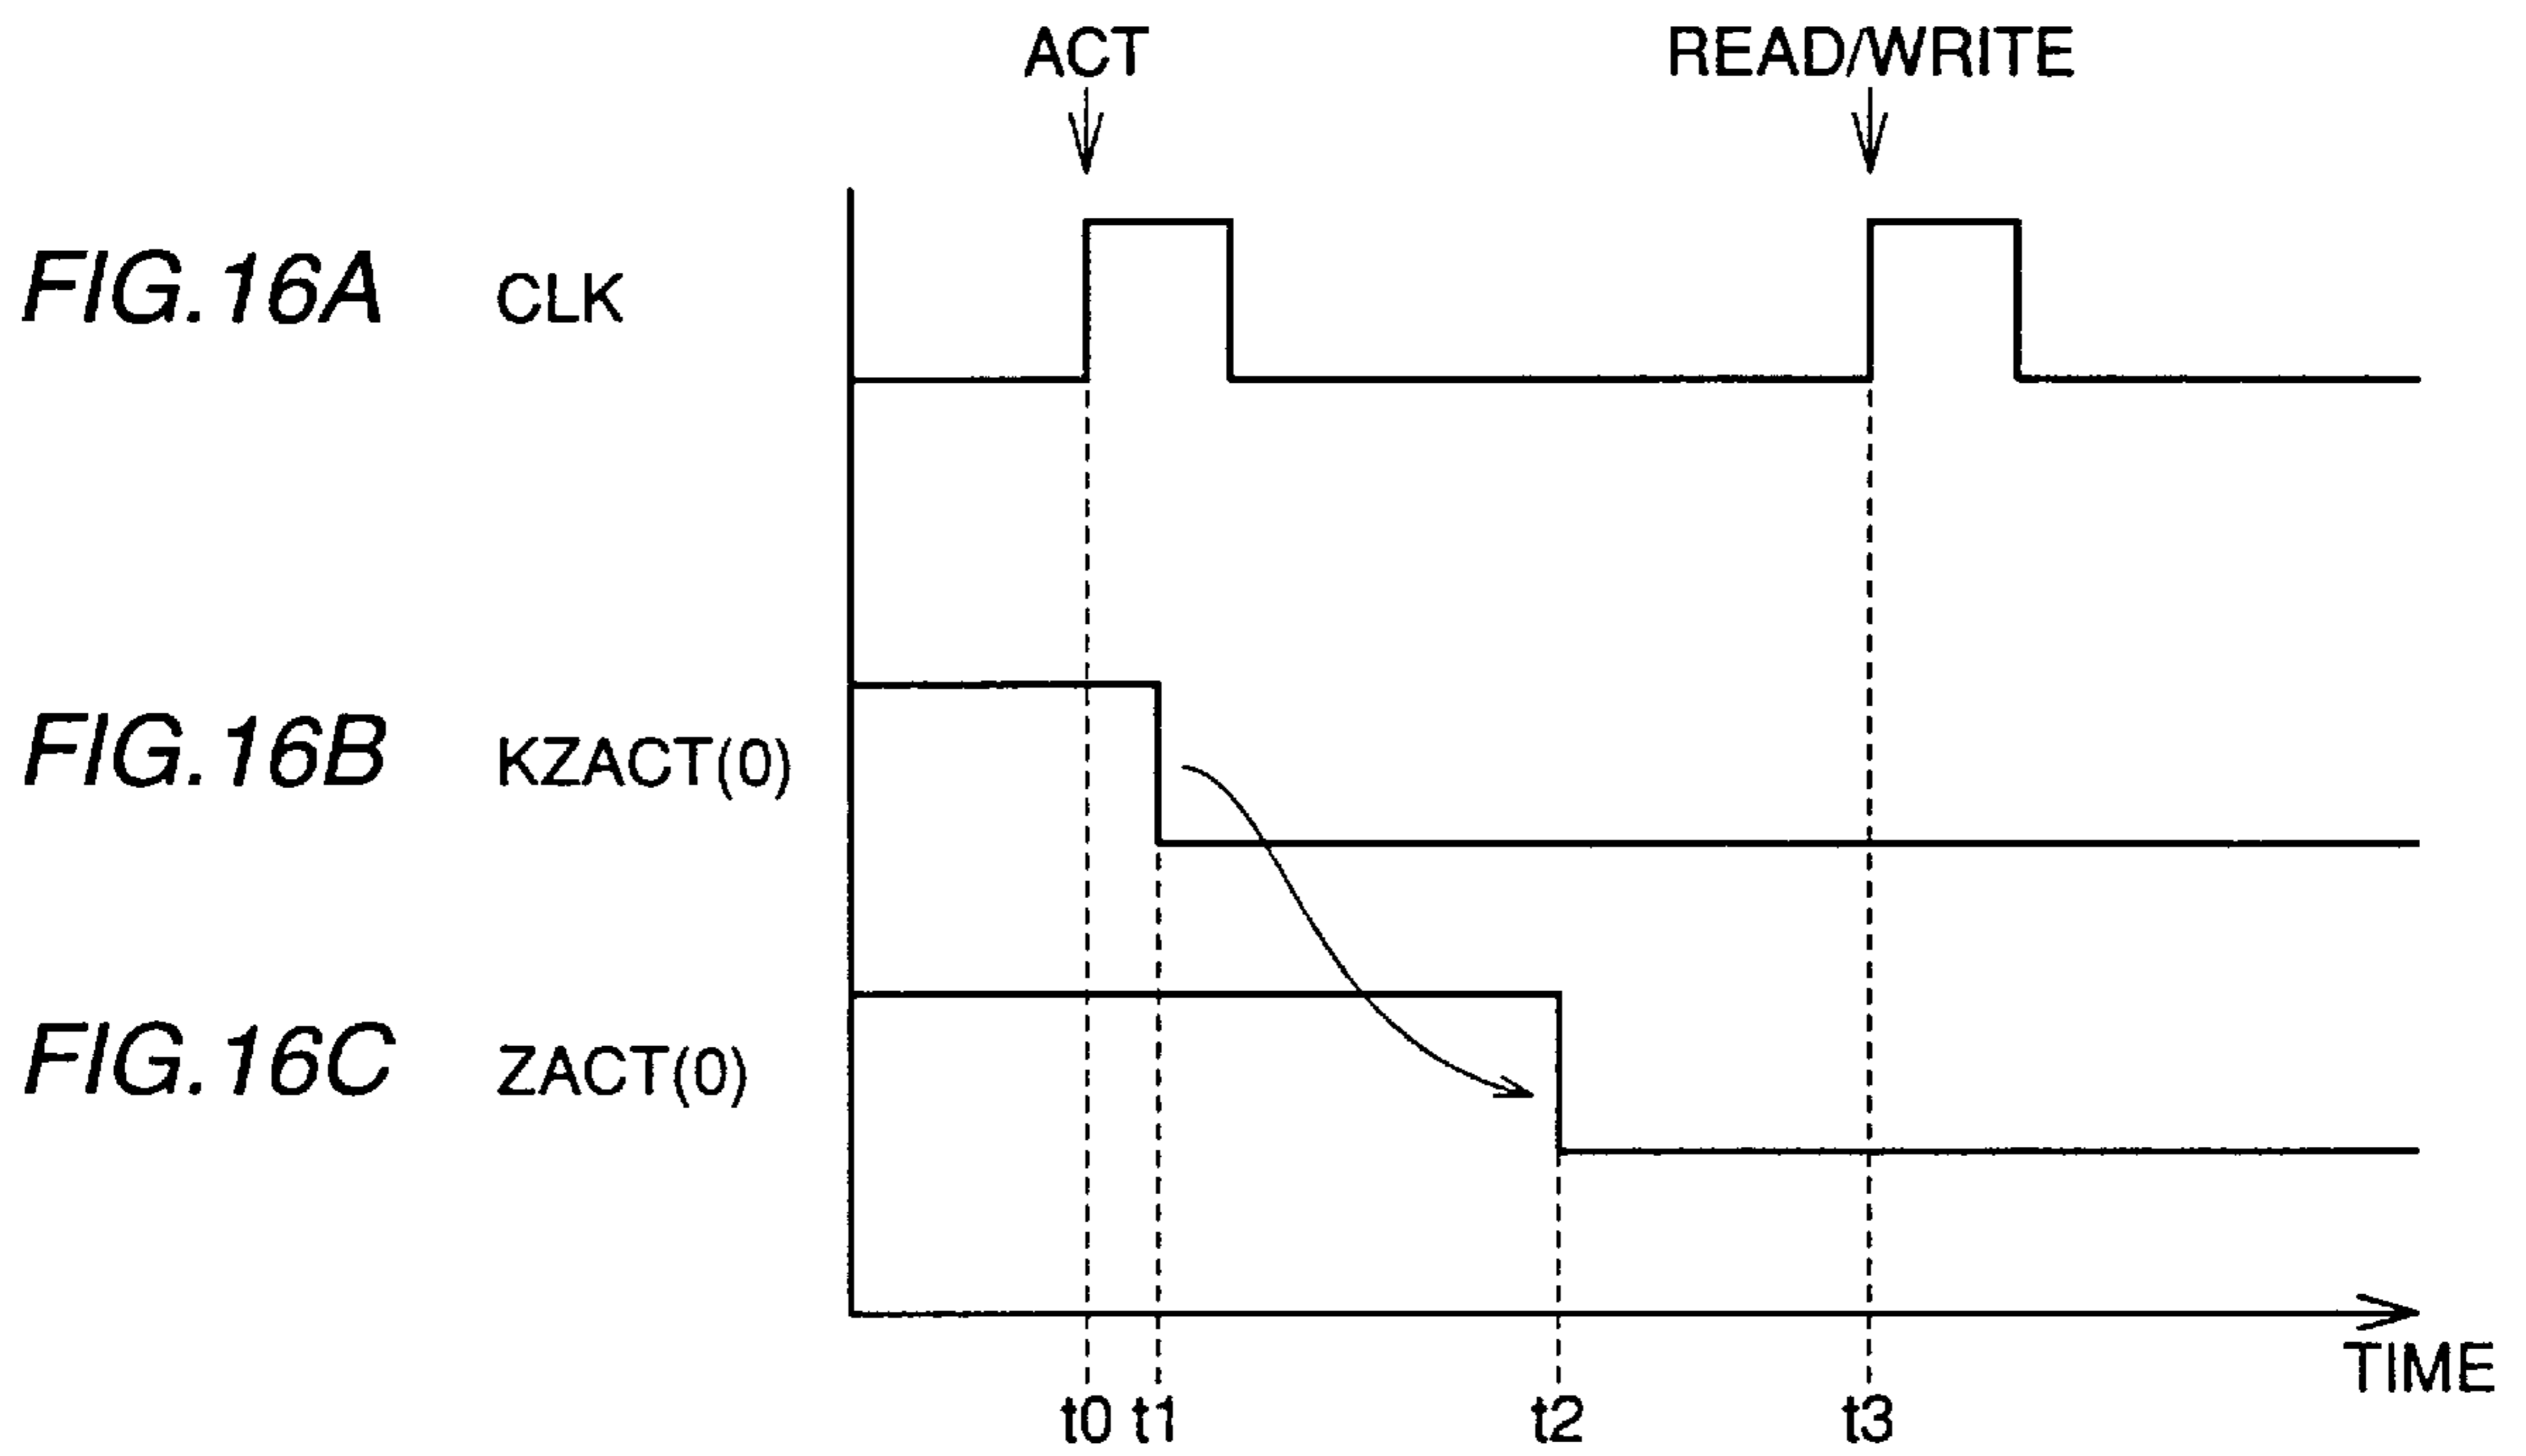 ACT READ/WRITE
FIG.16A CLK
FIG.16B KZACT(0)
FIG.16C ZACT(0)
TIME
t0 t1 t2 t3